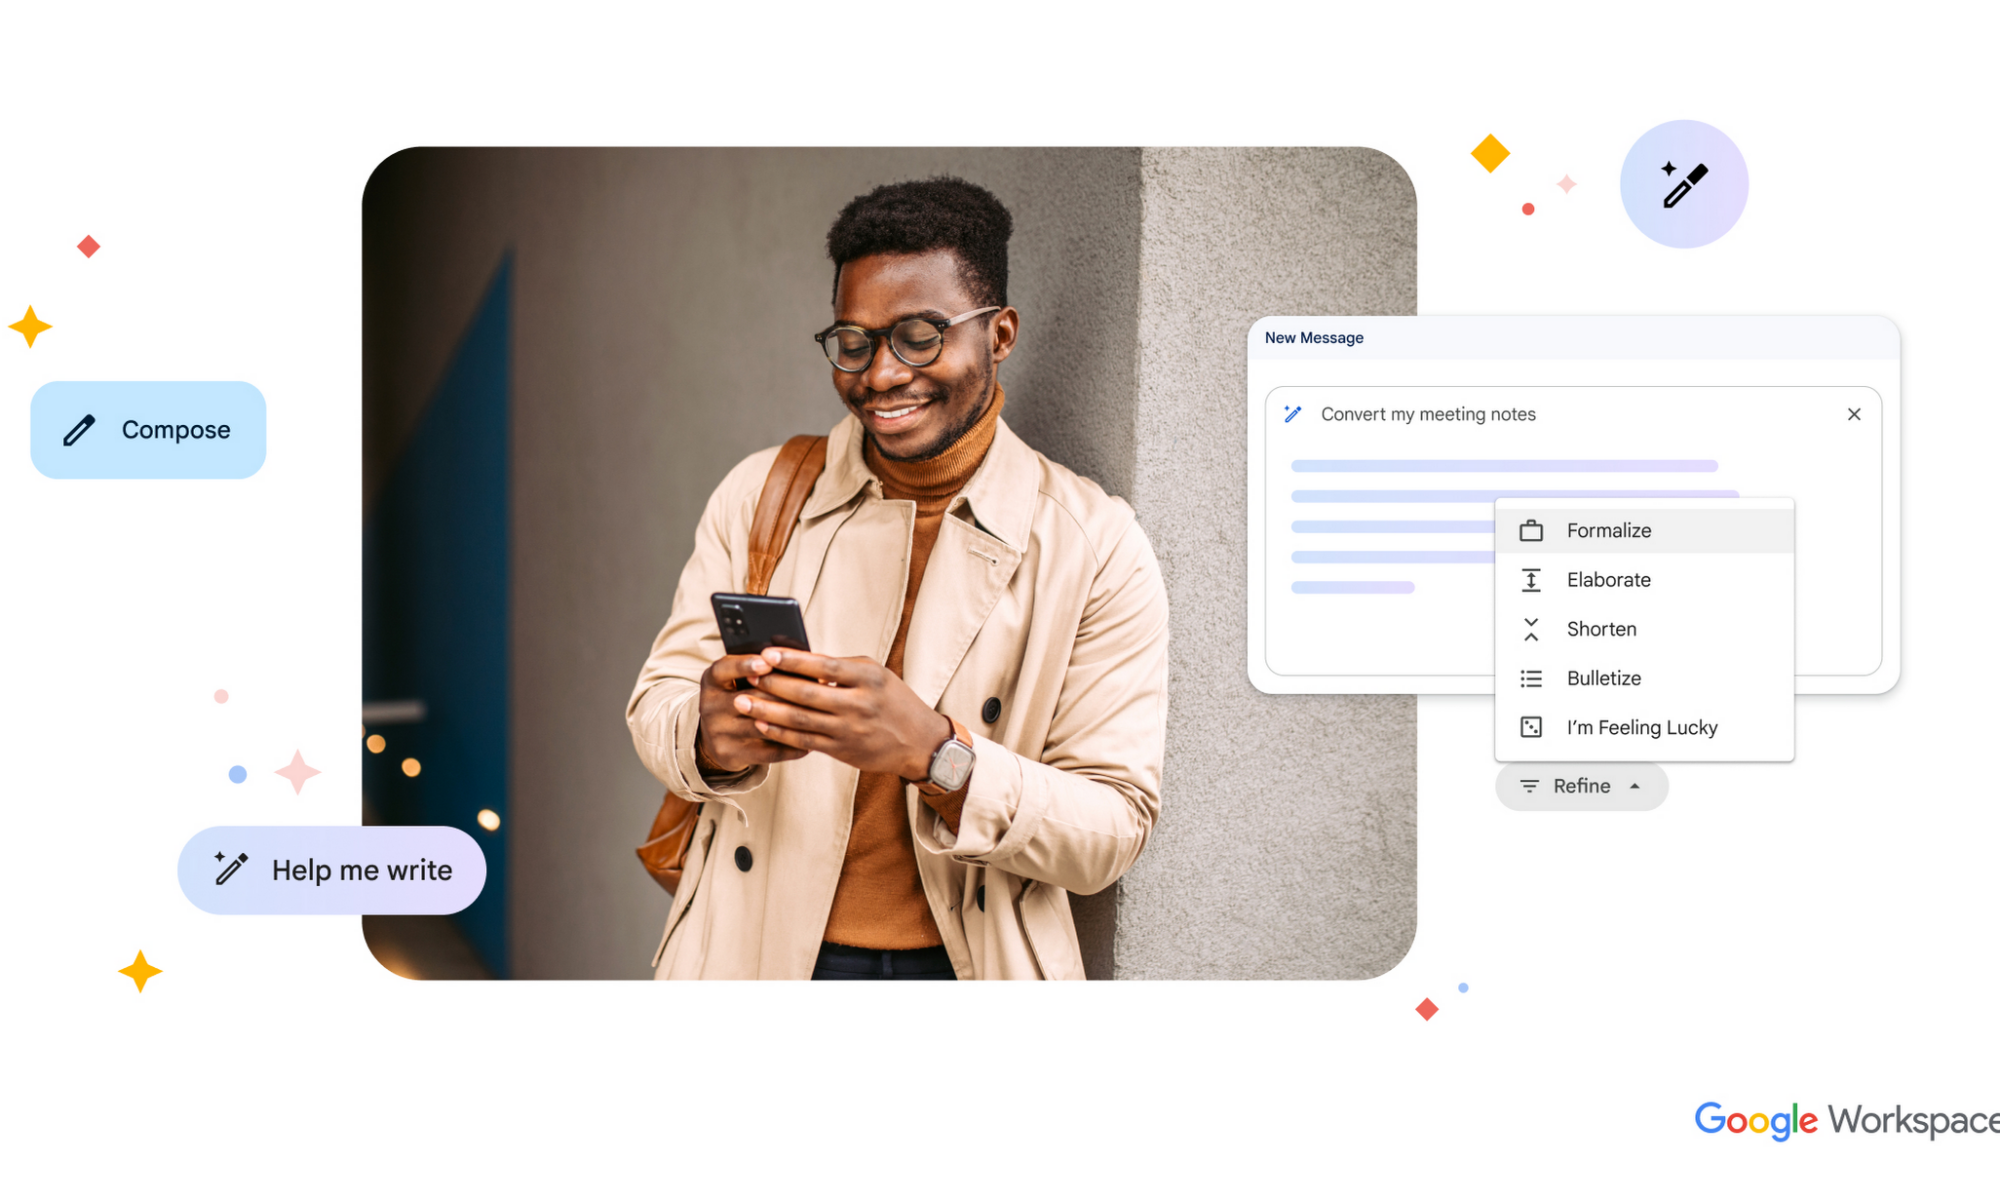 Compose
Help me write
New Message
Convert my meeting notes
Formalize
Elaborate
Shorten
Bulletize
I'm Feeling Lucky
Refine
Google Workspace